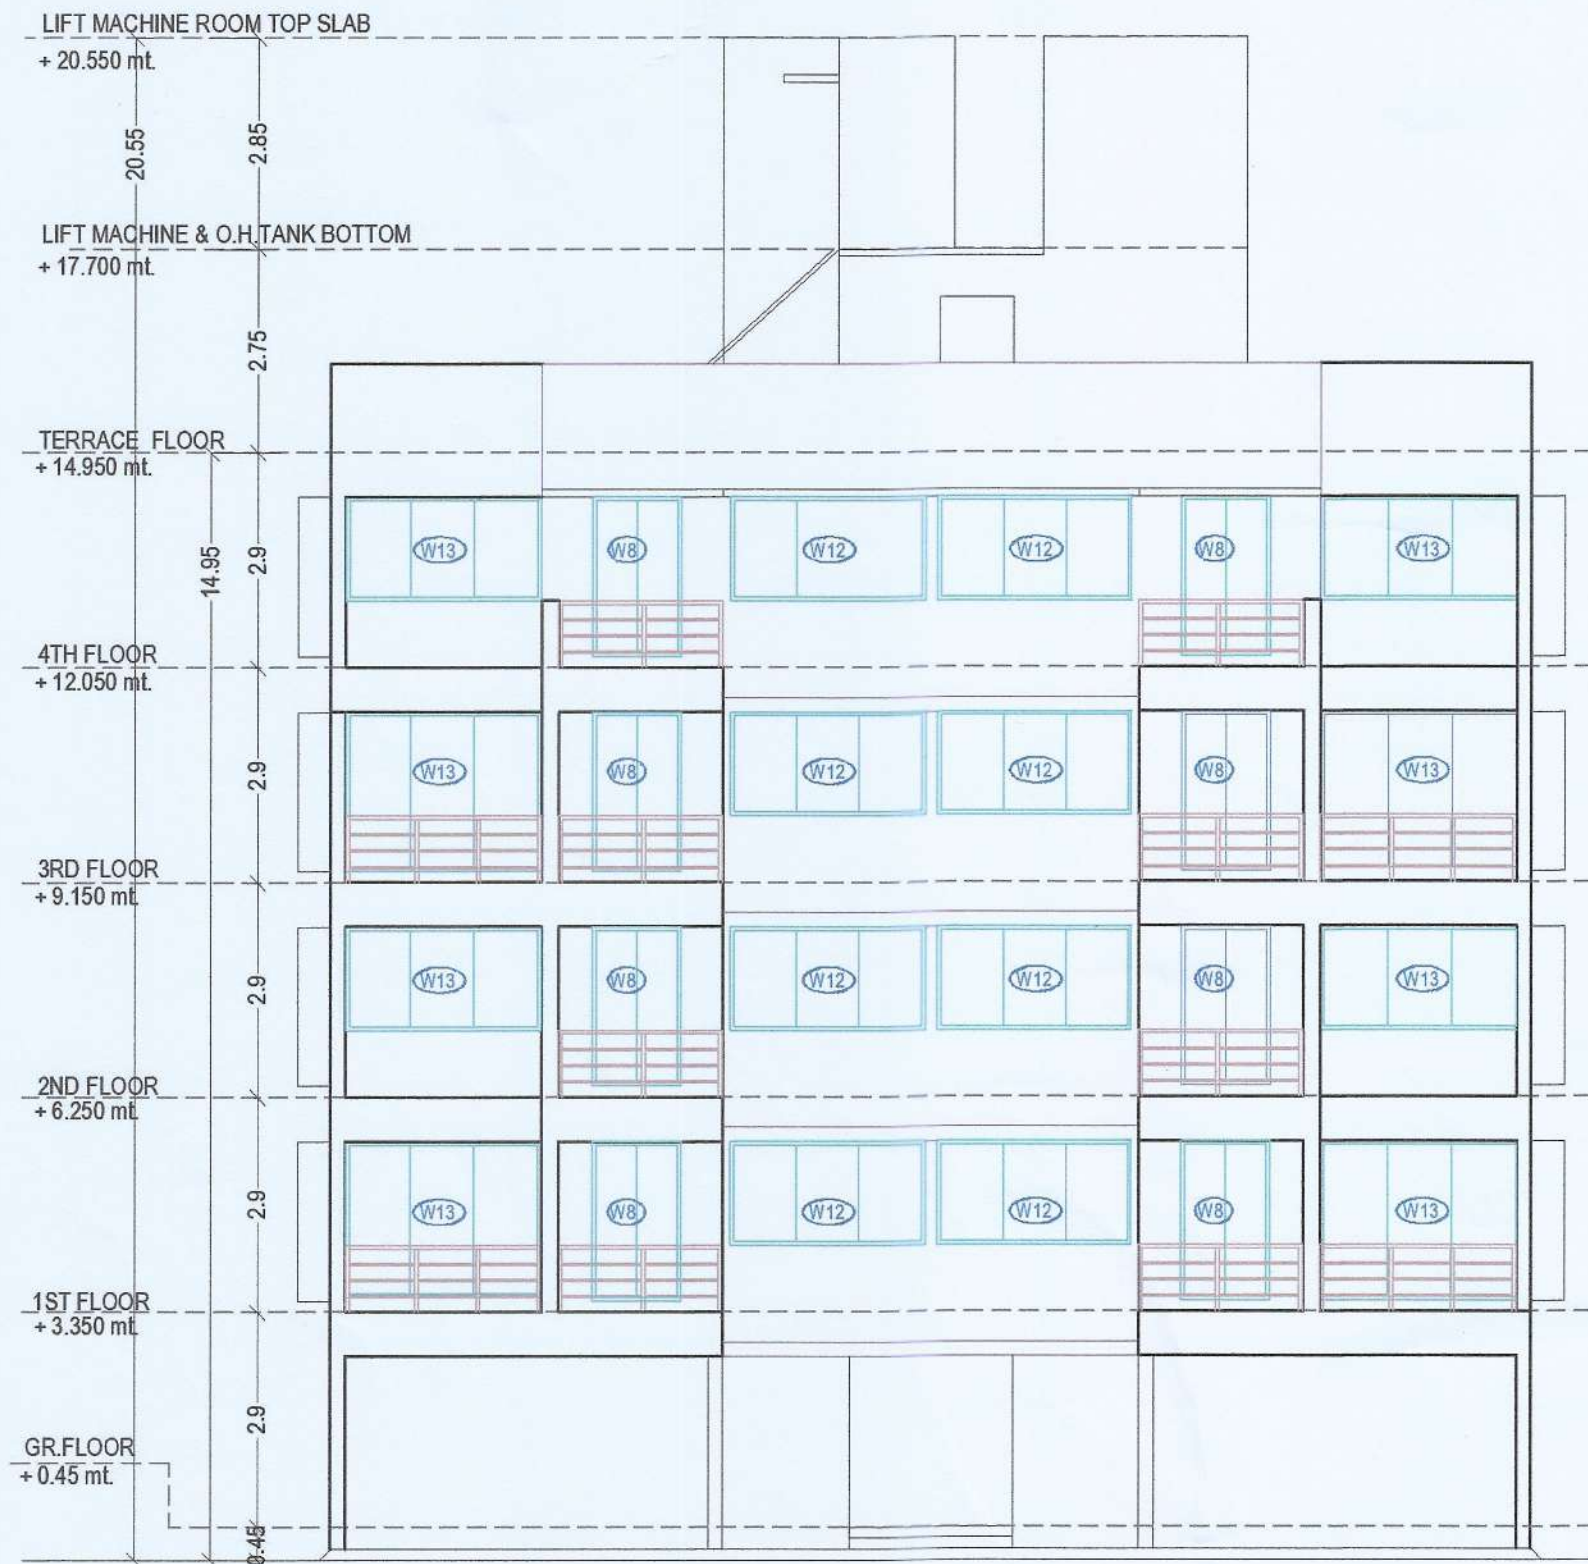 LIFT MACHINE ROOM TOP SLAB
+ 20.550 mt.
20.55
2.85
LIFT MACHINE & O.H.TANK BOTTOM
+ 17.700 mt.
2.75
TERRACE FLOOR
+ 14.950 mt.
14.95
2.9
W13 W8 W12 W12 W8 W13
4TH FLOOR
+ 12.050 mt.
2.9
W13 W8 W12 W12 W8 W13
3RD FLOOR
+ 9.150 mt.
2.9
W13 W8 W12 W12 W8 W13
2ND FLOOR
+ 6.250 mt.
2.9
W13 W8 W12 W12 W8 W13
1ST FLOOR
+ 3.350 mt.
2.9
GR.FLOOR
+ 0.45 mt.
0.45